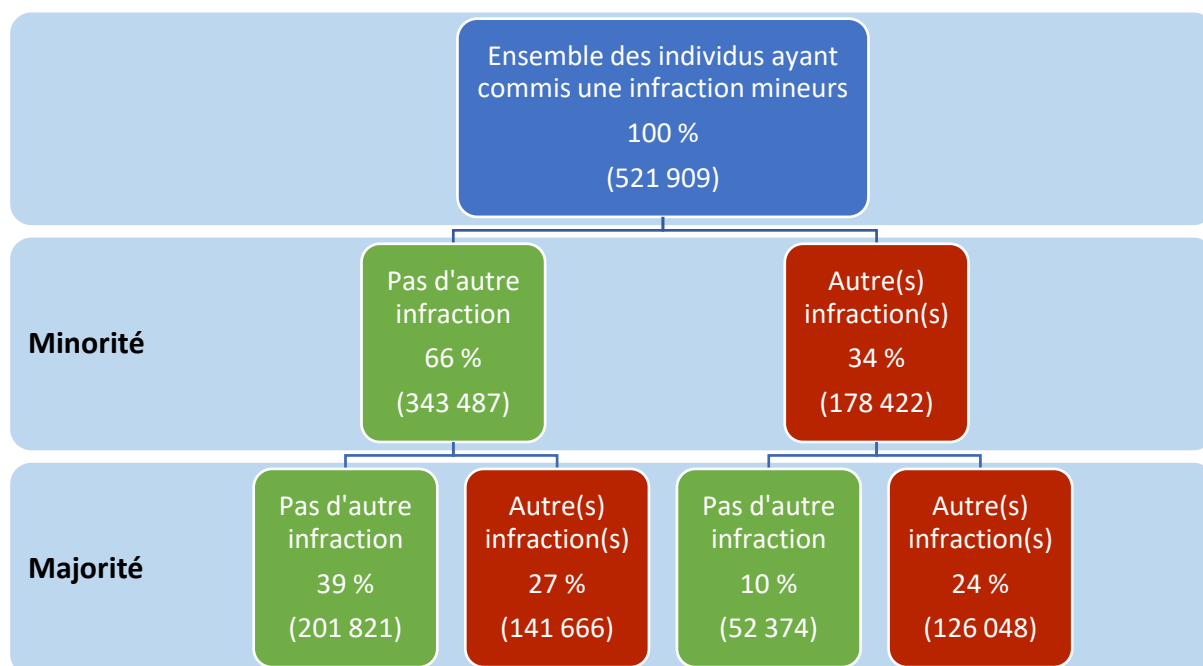 Ensemble des individus ayant
commis une infraction mineurs
100 %
(521 909)
Minorité
Pas d'autre
infraction
66 %
(343 487)
Autre(s)
infraction(s)
34 %
(178 422)
Majorité
Pas d'autre
infraction
39 %
(201 821)
Autre(s)
infraction(s)
27 %
(141 666)
Pas d'autre
infraction
10 %
(52 374)
Autre(s)
infraction(s)
24 %
(126 048)